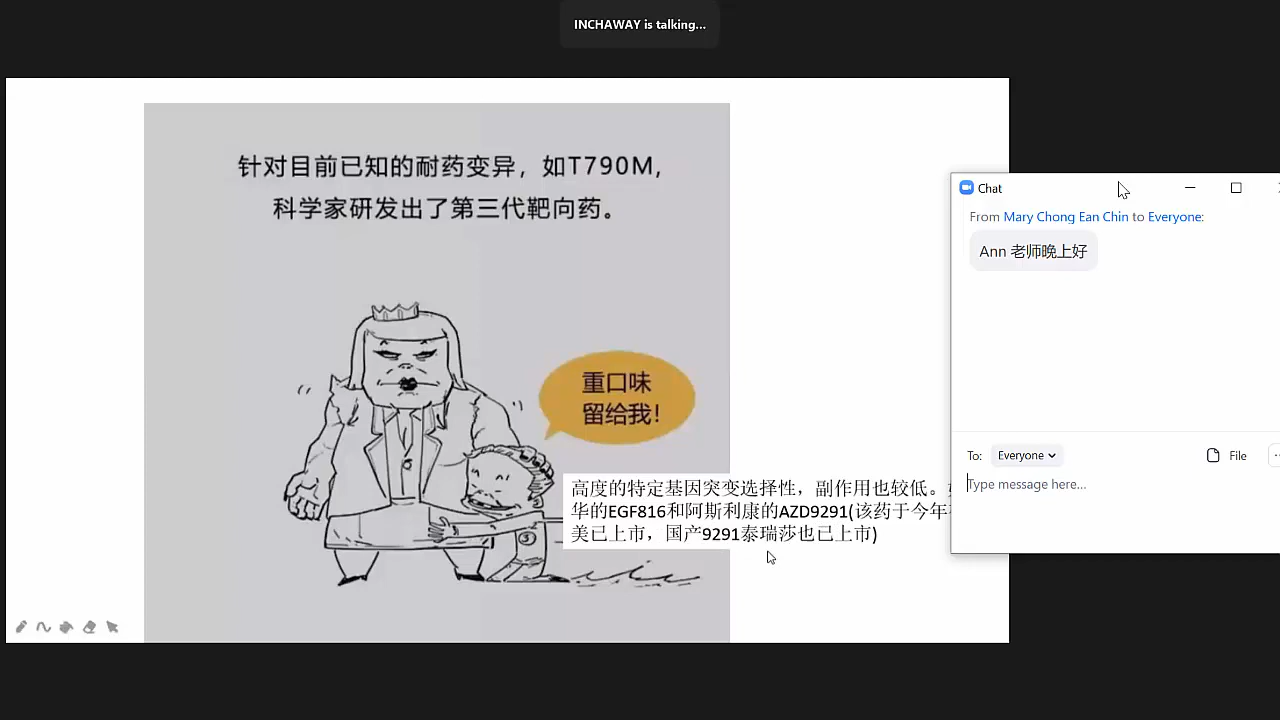 INCHAWAY is talking...
针对目前已知的耐药变异，如T790M，
科学家研发出了第三代靶向药。
重口味
留给我！
高度的特定基因突变选择性，副作用也较低。
华的EGF816和阿斯利康的AZD9291(该药于今年
美已上市，国产9291泰瑞莎也已上市)
Chat
From Mary Chong Ean Chin to Everyone:
Ann 老师晚上好
To: Everyone
File
Type message here...